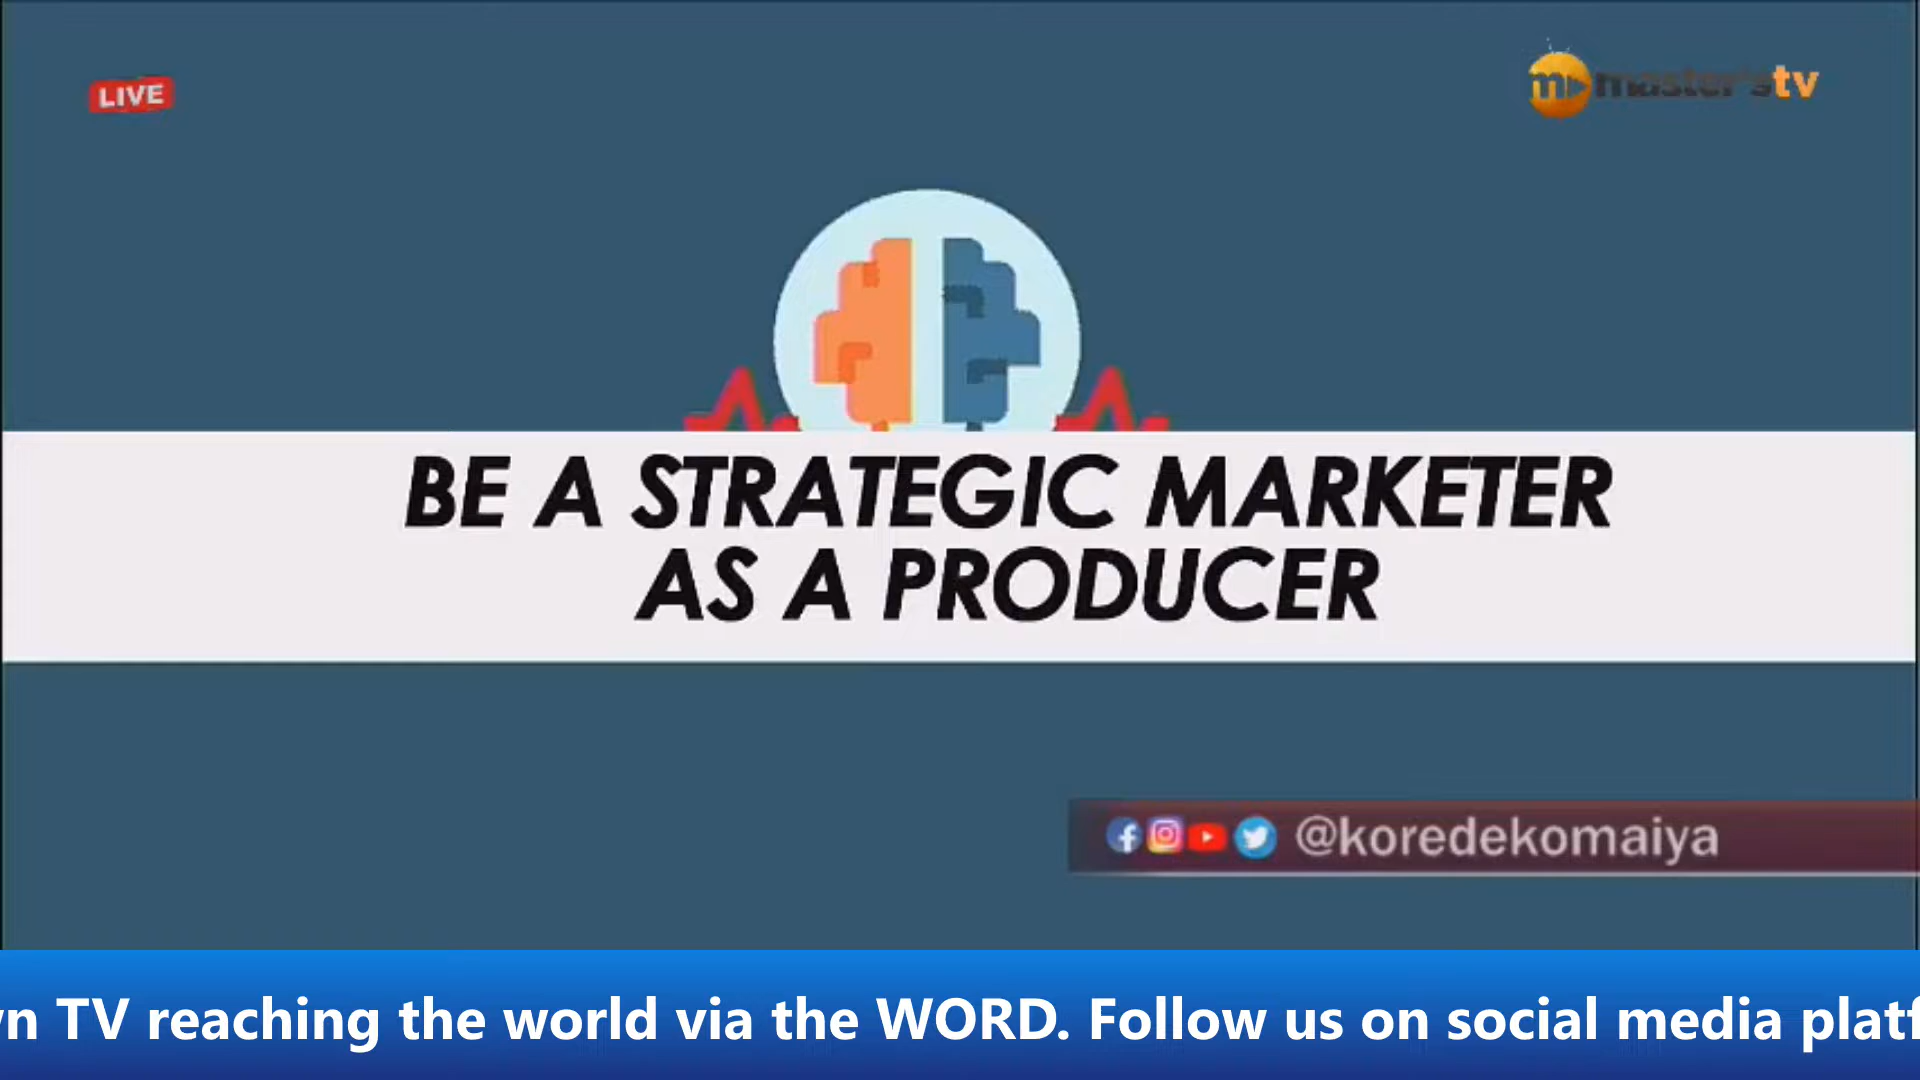 LIVE
master's tv
BE A STRATEGIC MARKETER
AS A PRODUCER
@koredekomaiya
n TV reaching the world via the WORD. Follow us on social media platf